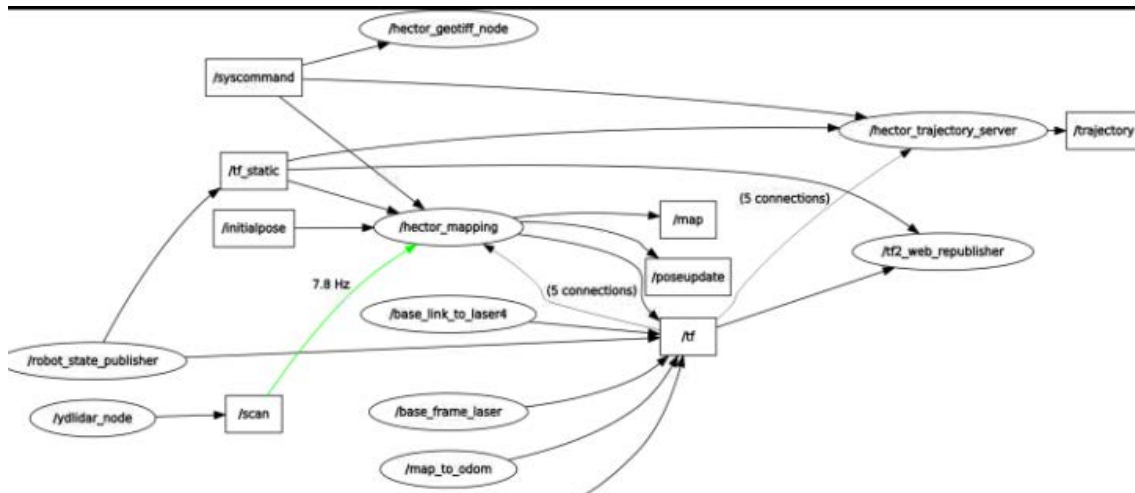 /hector_geotiff_node
/syscommand
/hector_trajectory_server
/trajectory
/tf_static
(5 connections)
/initialpose
/hector_mapping
/map
/tf2_web_republisher
/poseupdate
7.8 Hz
(5 connections)
/base_link_to_laser4
/tf
/robot_state_publisher
/ydlidar_node
/scan
/base_frame_laser
/map_to_odom